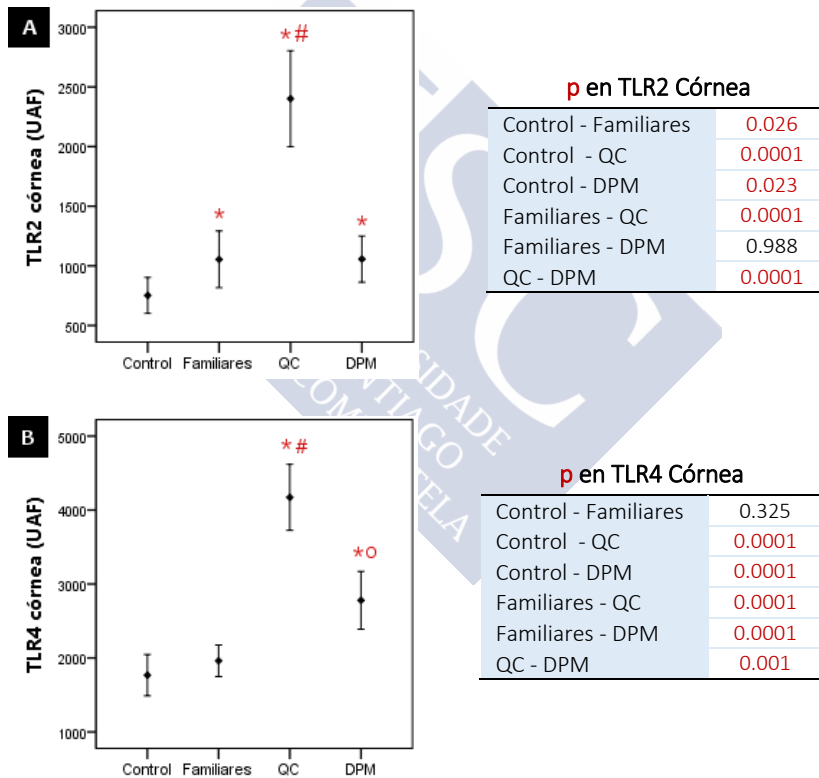 A
3000
2500
2000
1500
1000
500
TLR2 córnea (UAF)
*#
*
*
Control Familiares QC DPM
p en TLR2 Córnea
Control - Familiares 0.026
Control - QC 0.0001
Control - DPM 0.023
Familiares - QC 0.0001
Familiares - DPM 0.988
QC - DPM 0.0001
B
5000
4000
3000
2000
1000
TLR4 córnea (UAF)
*#
*o
Control Familiares QC DPM
p en TLR4 Córnea
Control - Familiares 0.325
Control - QC 0.0001
Control - DPM 0.0001
Familiares - QC 0.0001
Familiares - DPM 0.0001
QC - DPM 0.001